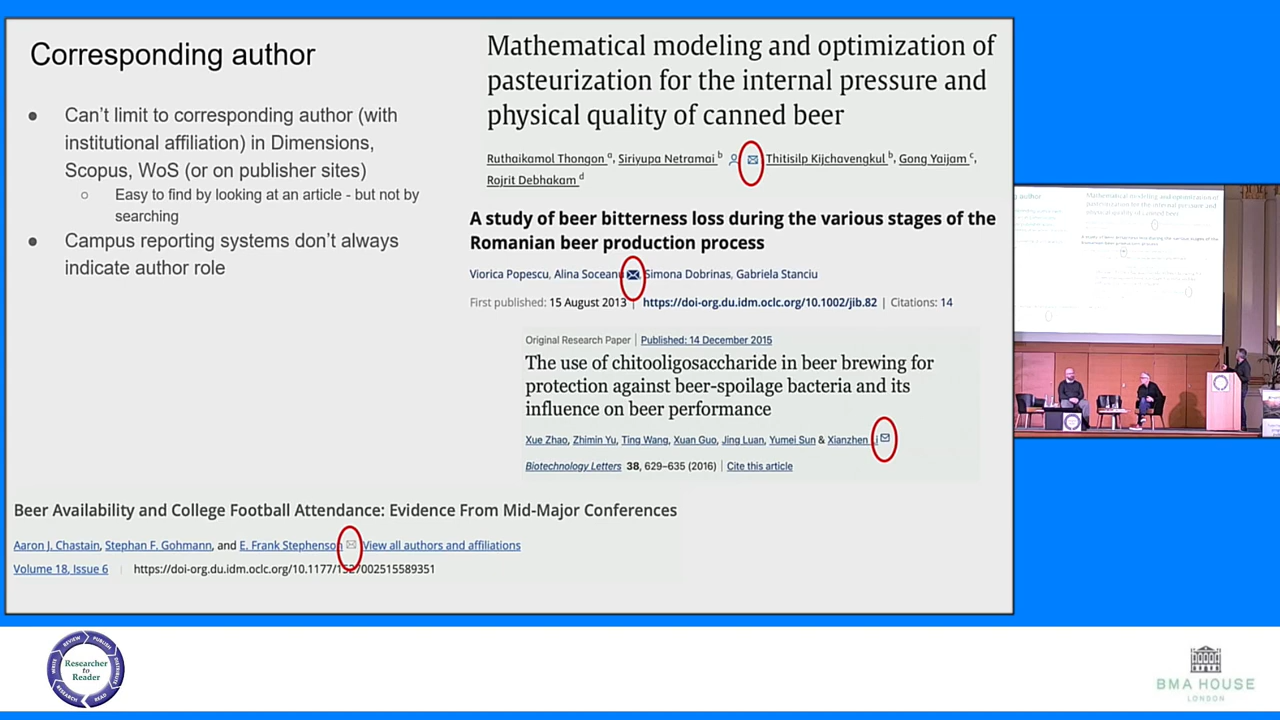 Corresponding author
● Can't limit to corresponding author (with
institutional affiliation) in Dimensions,
Scopus, WoS (or on publisher sites)
○ Easy to find by looking at an article - but not by
searching
● Campus reporting systems don't always
indicate author role
Mathematical modeling and optimization of
pasteurization for the internal pressure and
physical quality of canned beer
Ruthaikamol Thongon a, Siriyupa Netramai b Thitisilp Kijchavengkul b, Gong Yaijam c,
Rojrit Debhakam d
A study of beer bitterness loss during the various stages of the
Romanian beer production process
Viorica Popescu, Alina Soceanu Simona Dobrinas, Gabriela Stanciu
First published: 15 August 2013 | https://doi-org.du.idm.oclc.org/10.1002/jib.82 | Citations: 14
Original Research Paper | Published: 14 December 2015
The use of chitooligosaccharide in beer brewing for
protection against beer-spoilage bacteria and its
influence on beer performance
Xue Zhao, Zhimin Yu, Ting Wang, Xuan Guo, Jing Luan, Yumei Sun & Xianzhen Li
Biotechnology Letters 38, 629–635 (2016) | Cite this article
Beer Availability and College Football Attendance: Evidence From Mid-Major Conferences
Aaron J. Chastain, Stephan F. Gohmann, and E. Frank Stephenson View all authors and affiliations
Volume 18, Issue 6 | https://doi-org.du.idm.oclc.org/10.1177/1527002515589351
Researcher
to
Reader
REVIEW
PUBLISH
DISTRIBUTE
READ
RESEARCH
WRITE
BMA HOUSE
LONDON